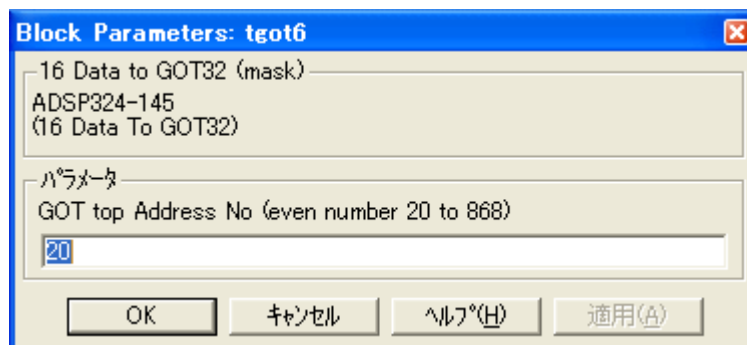 Block Parameters: tgot6
16 Data to GOT32 (mask)
ADSP324-145
(16 Data To GOT32)
パラメータ
GOT top Address No (even number 20 to 868)
20
OK キャンセル ヘルプ(H) 適用(A)